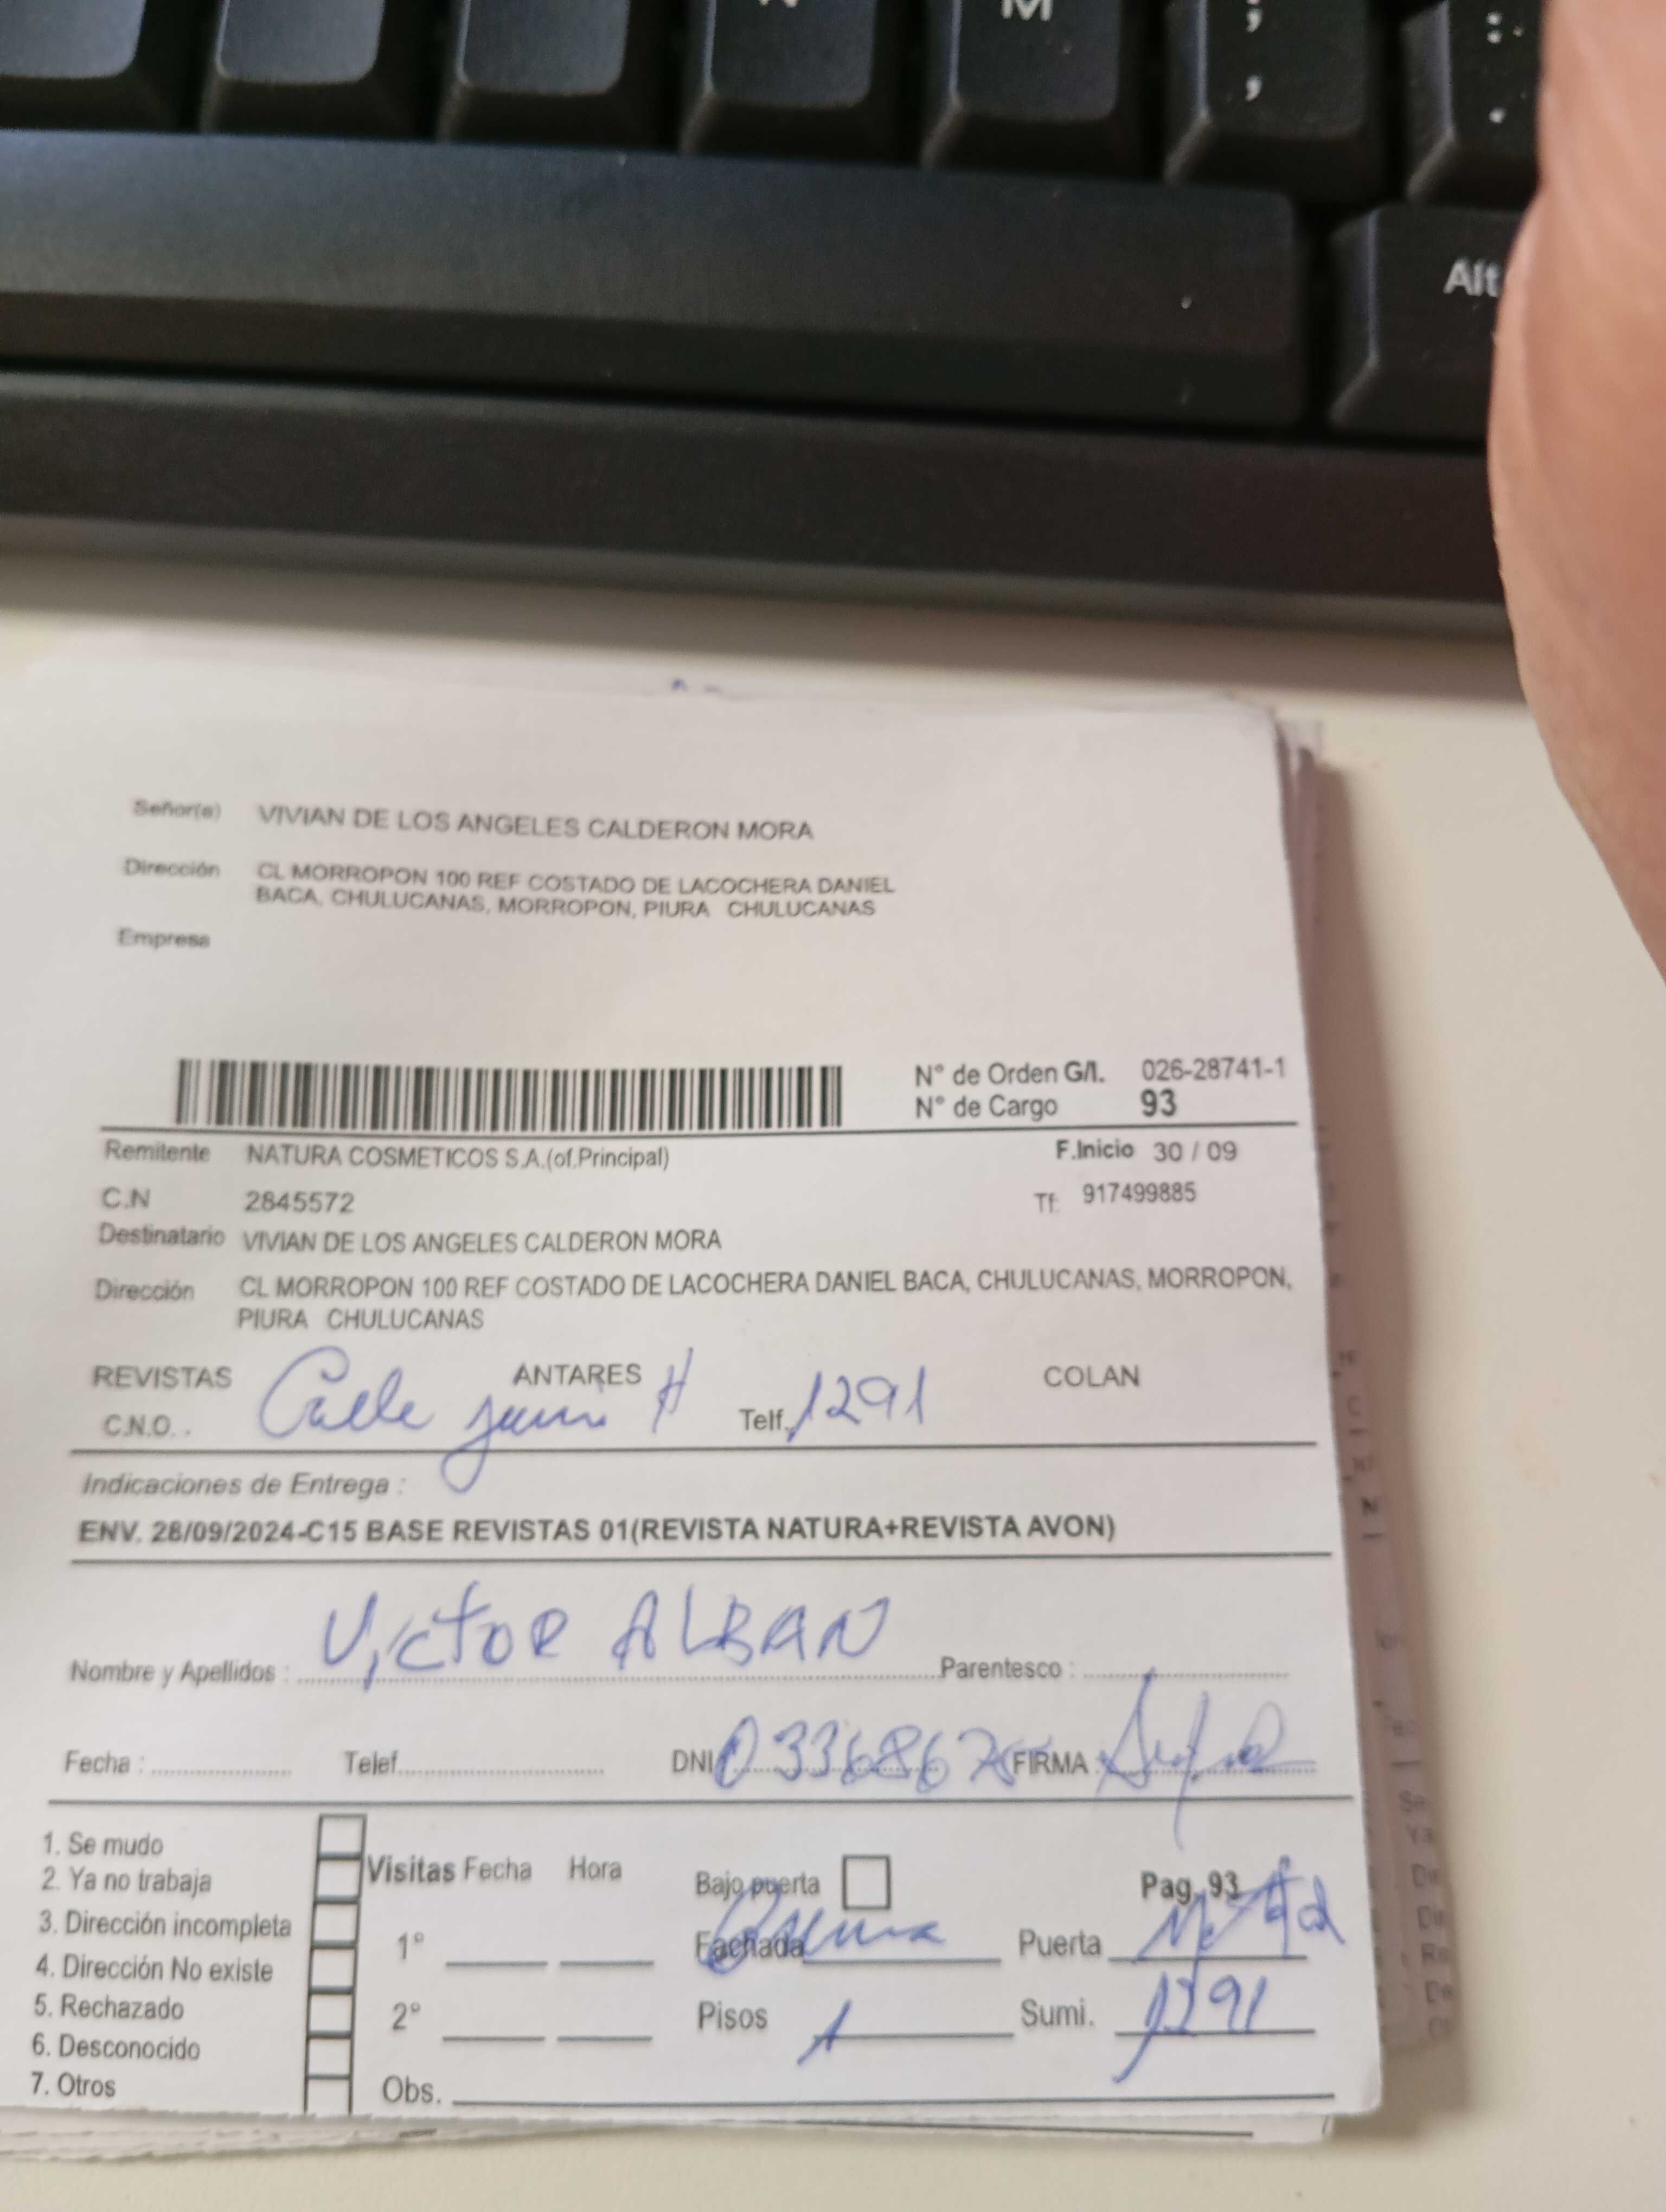 N M ; , : .
Alt
Señor(e) VIVIAN DE LOS ANGELES CALDERON MORA
Dirección CL MORROPON 100 REF COSTADO DE LACOCHERA DANIEL
BACA, CHULUCANAS, MORROPON, PIURA CHULUCANAS
Empresa
N° de Orden G/I. 026-28741-1
N° de Cargo 93
Remitente NATURA COSMETICOS S.A.(of.Principal) F.Inicio 30 / 09
C.N 2845572 Tf: 917499885
Destinatario VIVIAN DE LOS ANGELES CALDERON MORA
Dirección CL MORROPON 100 REF COSTADO DE LACOCHERA DANIEL BACA, CHULUCANAS, MORROPON,
PIURA CHULUCANAS
REVISTAS ANTARES COLAN
C.N.O. . Calle Telf. 1291
Indicaciones de Entrega :
ENV. 28/09/2024-C15 BASE REVISTAS 01(REVISTA NATURA+REVISTA AVON)
Nombre y Apellidos : VICTOR ALBAN Parentesco :
Fecha : Telef. DNI FIRMA :
1. Se mudo
2. Ya no trabaja Visitas Fecha Hora Bajo puerta Pag. 93
3. Dirección incompleta
4. Dirección No existe 1° Fachada Puerta
5. Rechazado 2° Pisos 1 Sumi. 1291
6. Desconocido
7. Otros Obs.